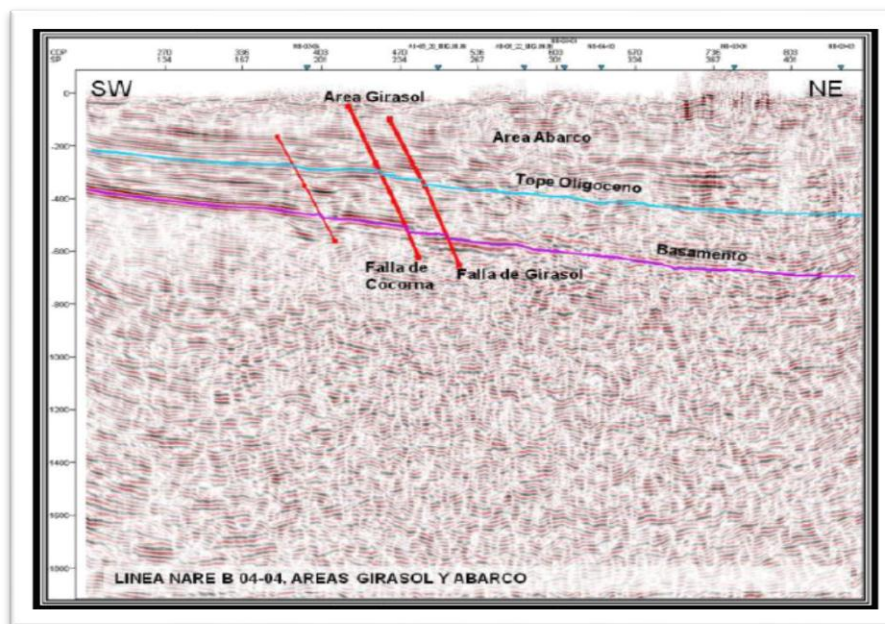 CDP 270 336 403 470 536 603 670 736 803
SP 134 167 201 234 267 301 334 367 401
SW
NE
Area Girasol
Area Abarco
Tope Oligoceno
Basamento
Falla de
Cocorna
Falla de Girasol
0
-200
-400
-600
-800
1000
1200
1400
1600
LINEA NARE B 04-04, AREAS GIRASOL Y ABARCO